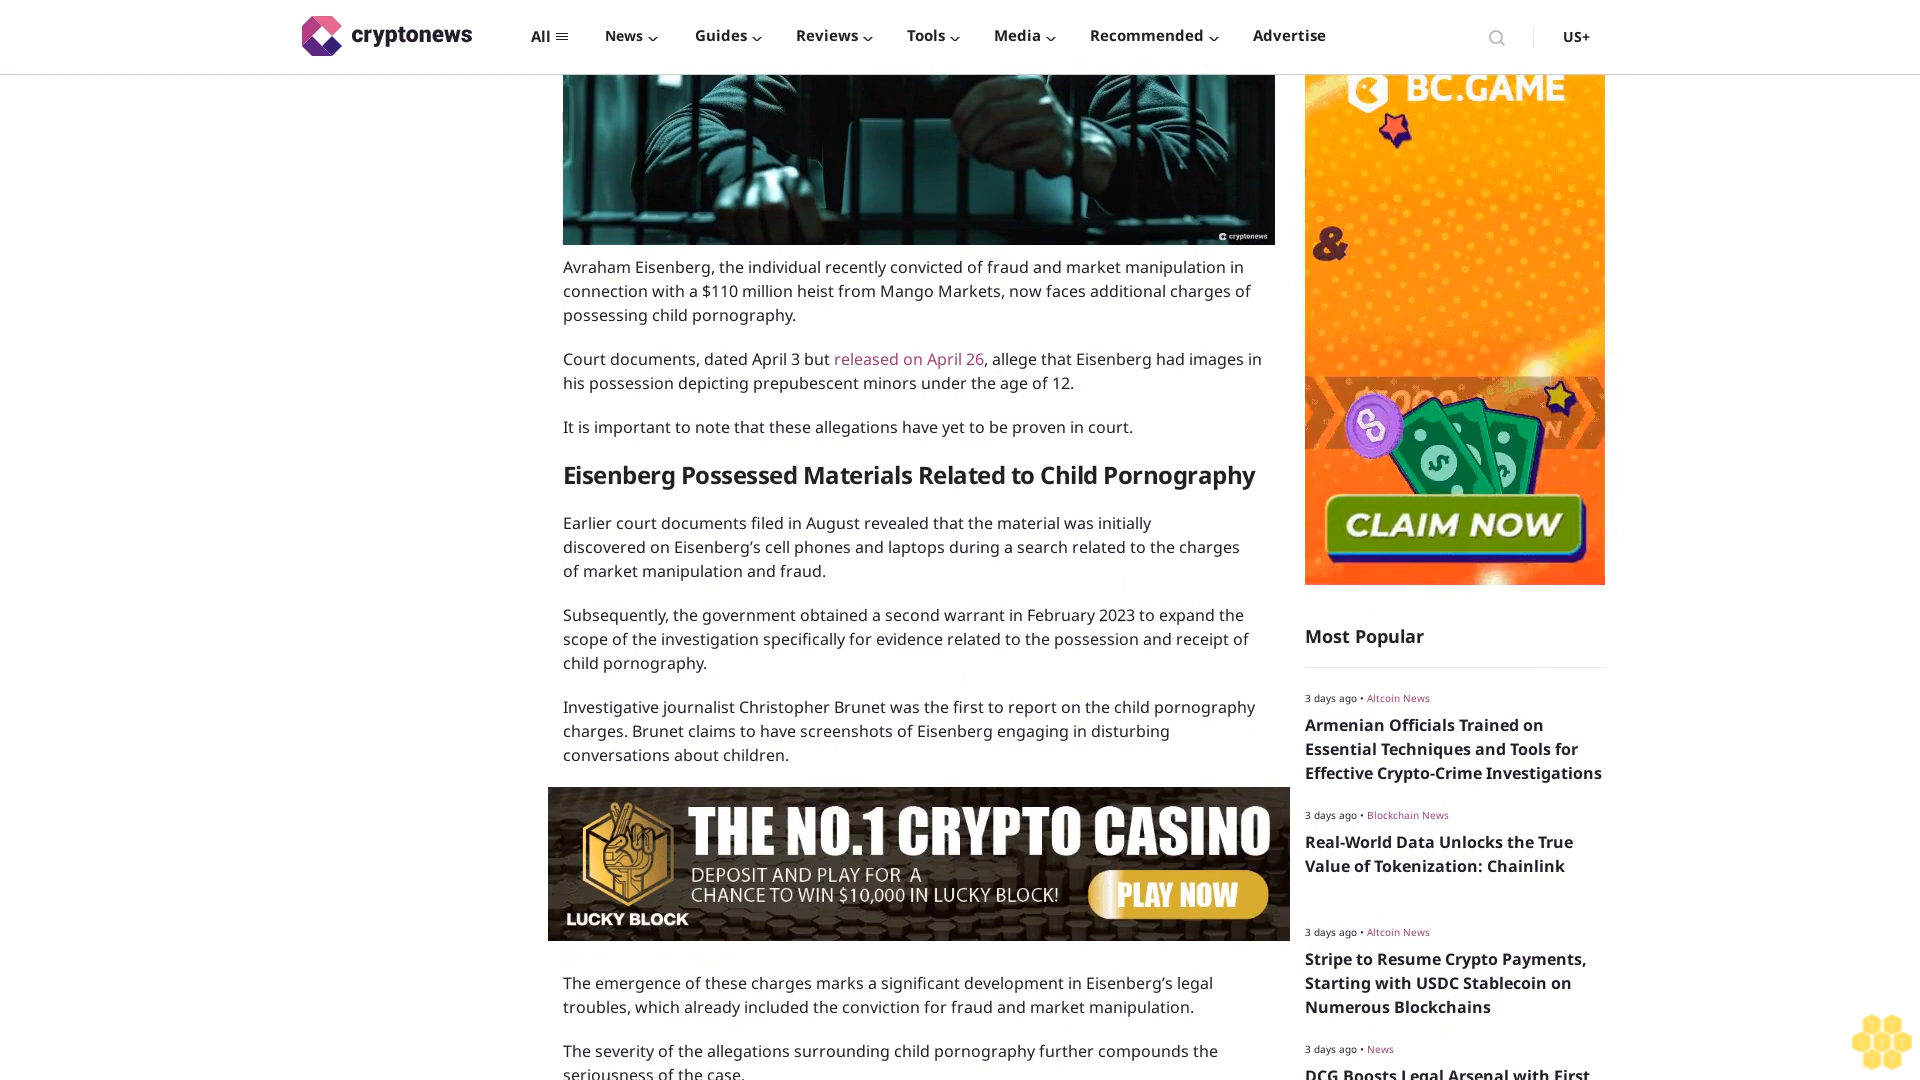 cryptonews
All
News
Guides
Reviews
Tools
Media
Recommended
Advertise
US+
BC.GAME
&
cryptonews
Avraham Eisenberg, the individual recently convicted of fraud and market manipulation in
connection with a $110 million heist from Mango Markets, now faces additional charges of
possessing child pornography.
Court documents, dated April 3 but released on April 26, allege that Eisenberg had images in
his possession depicting prepubescent minors under the age of 12.
It is important to note that these allegations have yet to be proven in court.
Eisenberg Possessed Materials Related to Child Pornography
Earlier court documents filed in August revealed that the material was initially
discovered on Eisenberg’s cell phones and laptops during a search related to the charges
of market manipulation and fraud.
Subsequently, the government obtained a second warrant in February 2023 to expand the
scope of the investigation specifically for evidence related to the possession and receipt of
child pornography.
Investigative journalist Christopher Brunet was the first to report on the child pornography
charges. Brunet claims to have screenshots of Eisenberg engaging in disturbing
conversations about children.
THE NO.1 CRYPTO CASINO
DEPOSIT AND PLAY FOR A
CHANCE TO WIN $10,000 IN LUCKY BLOCK!
PLAY NOW
LUCKY BLOCK
The emergence of these charges marks a significant development in Eisenberg’s legal
troubles, which already included the conviction for fraud and market manipulation.
The severity of the allegations surrounding child pornography further compounds the
seriousness of the case.
CLAIM NOW
Most Popular
3 days ago • Altcoin News
Armenian Officials Trained on
Essential Techniques and Tools for
Effective Crypto-Crime Investigations
3 days ago • Blockchain News
Real-World Data Unlocks the True
Value of Tokenization: Chainlink
3 days ago • Altcoin News
Stripe to Resume Crypto Payments,
Starting with USDC Stablecoin on
Numerous Blockchains
3 days ago • News
DCG Boosts Legal Arsenal with First